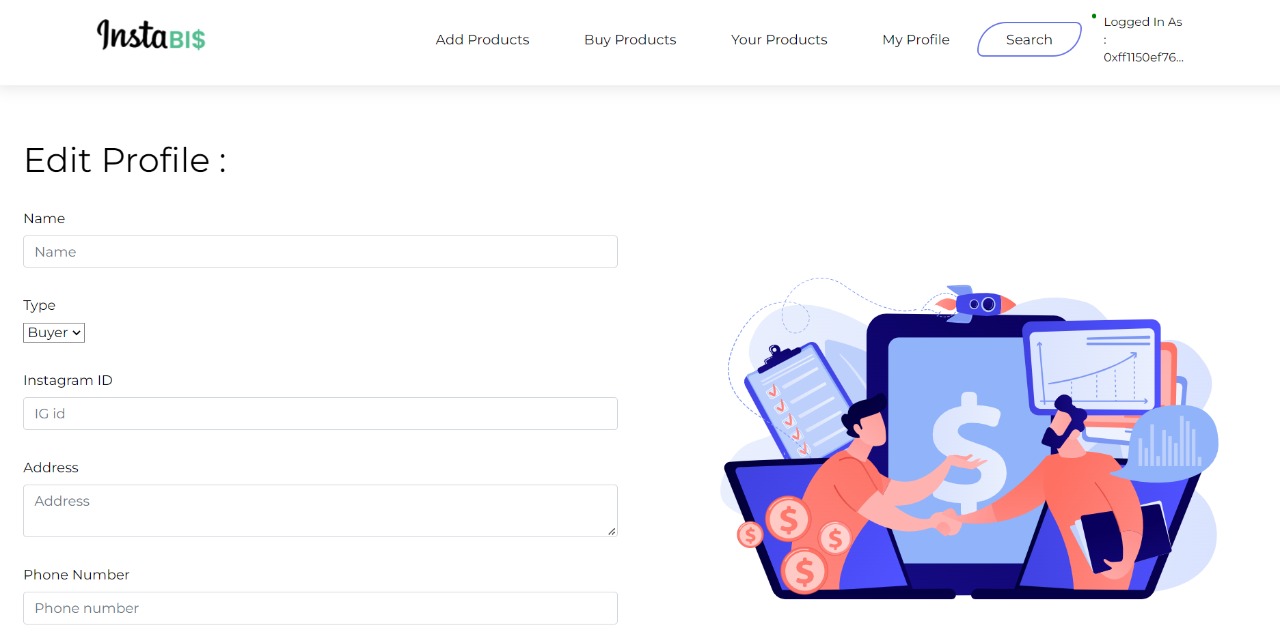 InstaBI$
Add Products
Buy Products
Your Products
My Profile
Search
Logged In As
:
0xff1150ef76...
Edit Profile :
Name
Name
Type
Buyer
Instagram ID
IG id
Address
Address
Phone Number
Phone number
$
$
$
$
$